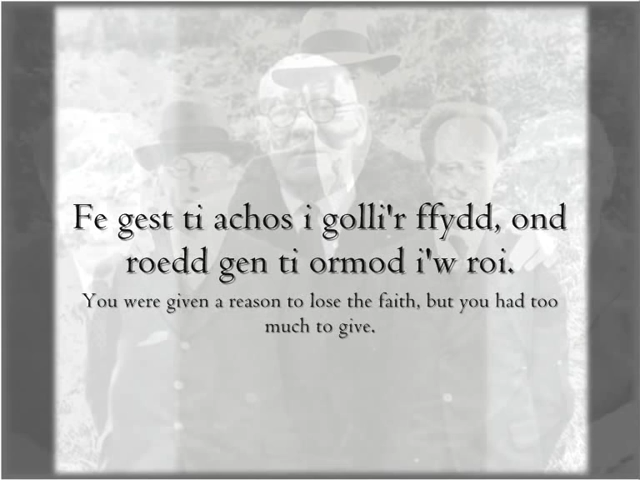 Fe gest ti achos i golli'r ffydd, ond
roedd gen ti ormod i'w roi.
You were given a reason to lose the faith, but you had too
much to give.